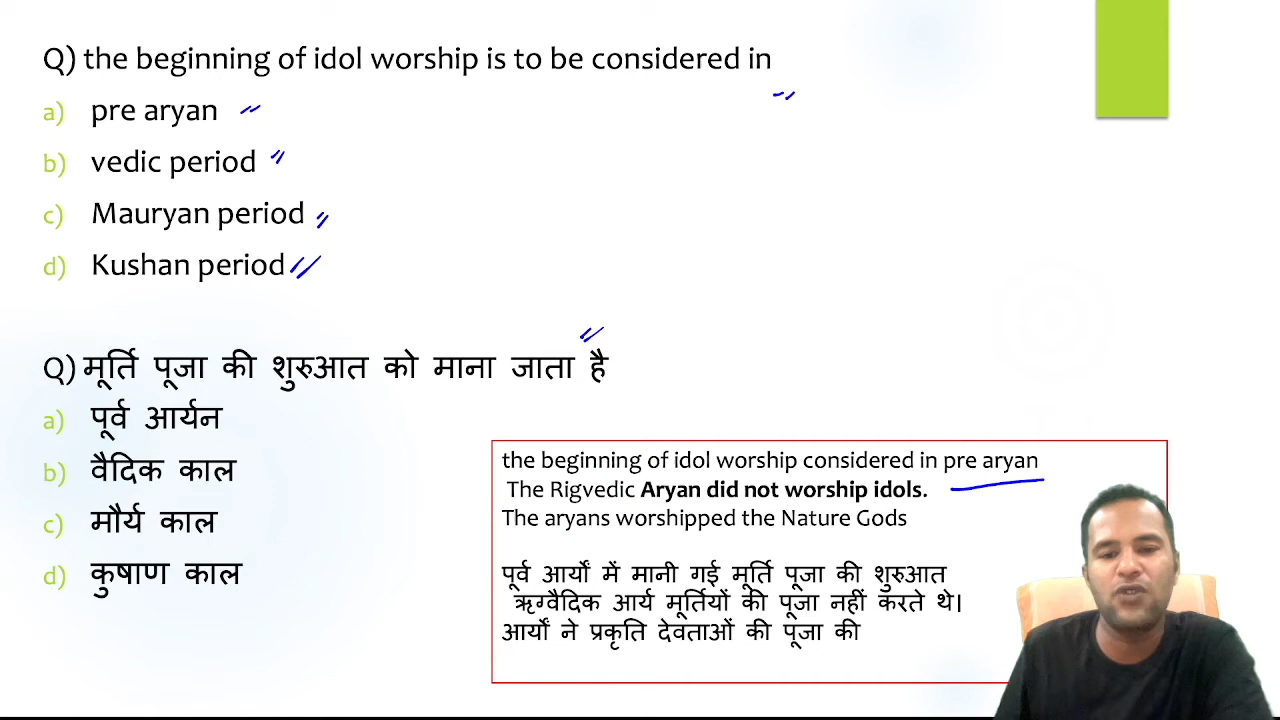 Q) the beginning of idol worship is to be considered in
a) pre aryan
b) vedic period
c) Mauryan period
d) Kushan period
Q) मूर्ति पूजा की शुरुआत को माना जाता है
a) पूर्व आर्यन
b) वैदिक काल
c) मौर्य काल
d) कुषाण काल
the beginning of idol worship considered in pre aryan
The Rigvedic Aryan did not worship idols.
The aryans worshipped the Nature Gods
पूर्व आर्यों में मानी गई मूर्ति पूजा की शुरुआत
ऋग्वैदिक आर्य मूर्तियों की पूजा नहीं करते थे।
आर्यों ने प्रकृति देवताओं की पूजा की